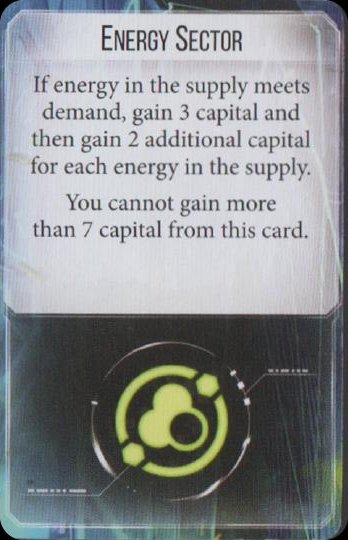 ENERGY SECTOR
If energy in the supply meets
demand, gain 3 capital and
then gain 2 additional capital
for each energy in the supply.
You cannot gain more
than 7 capital from this card.